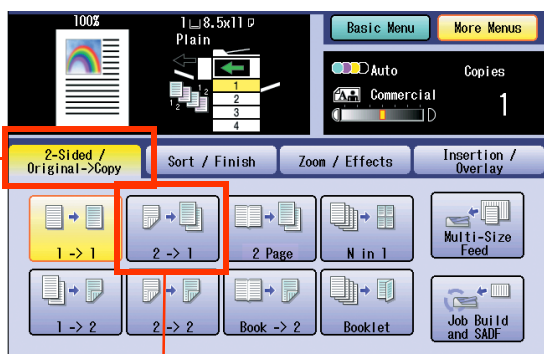 100%
1 8.5x11
Plain
1
2
3
4
1 2
Basic Menu
More Menus
Auto
Copies
A
Commercial
1
D
2-Sided /
Original->Copy
Sort / Finish
Zoom / Effects
Insertion /
Overlay
1 -> 1
2 -> 1
2 Page
N in 1
Multi-Size
Feed
1 -> 2
2 -> 2
Book -> 2
Booklet
Job Build
and SADF